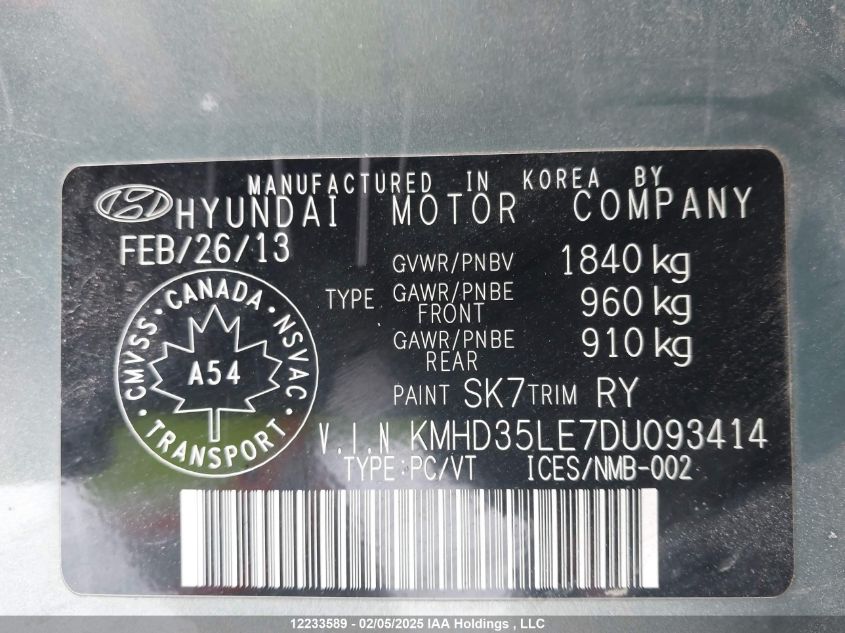 MANUFACTURED IN KOREA BY
HYUNDAI MOTOR COMPANY
FEB/26/13
GVWR/PNBV 1840 kg
TYPE GAWR/PNBE FRONT 960 kg
GAWR/PNBE REAR 910 kg
CMVSS • CANADA • NSVAC
A54
TRANSPORT
PAINT SK7 TRIM RY
V.I.N KMHD35LE7DU093414
TYPE:PC/VT ICES/NMB-002
12233589 - 02/05/2025 IAA Holdings , LLC